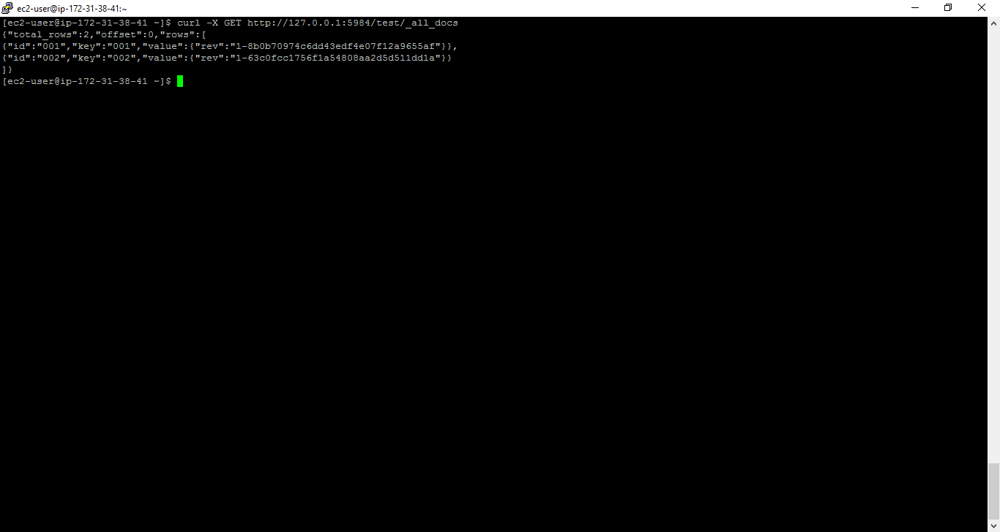 ec2-user@ip-172-31-38-41:~
[ec2-user@ip-172-31-38-41 ~]$ curl -X GET http://127.0.0.1:5984/test/_all_docs
{"total_rows":2,"offset":0,"rows":[
{"id":"001","key":"001","value":{"rev":"1-8b0b70974c6dd43edf4e07f12a9655af"}},
{"id":"002","key":"002","value":{"rev":"1-63c0fcc1756f1a54808aa2d5d511dd1a"}}
]}
[ec2-user@ip-172-31-38-41 ~]$